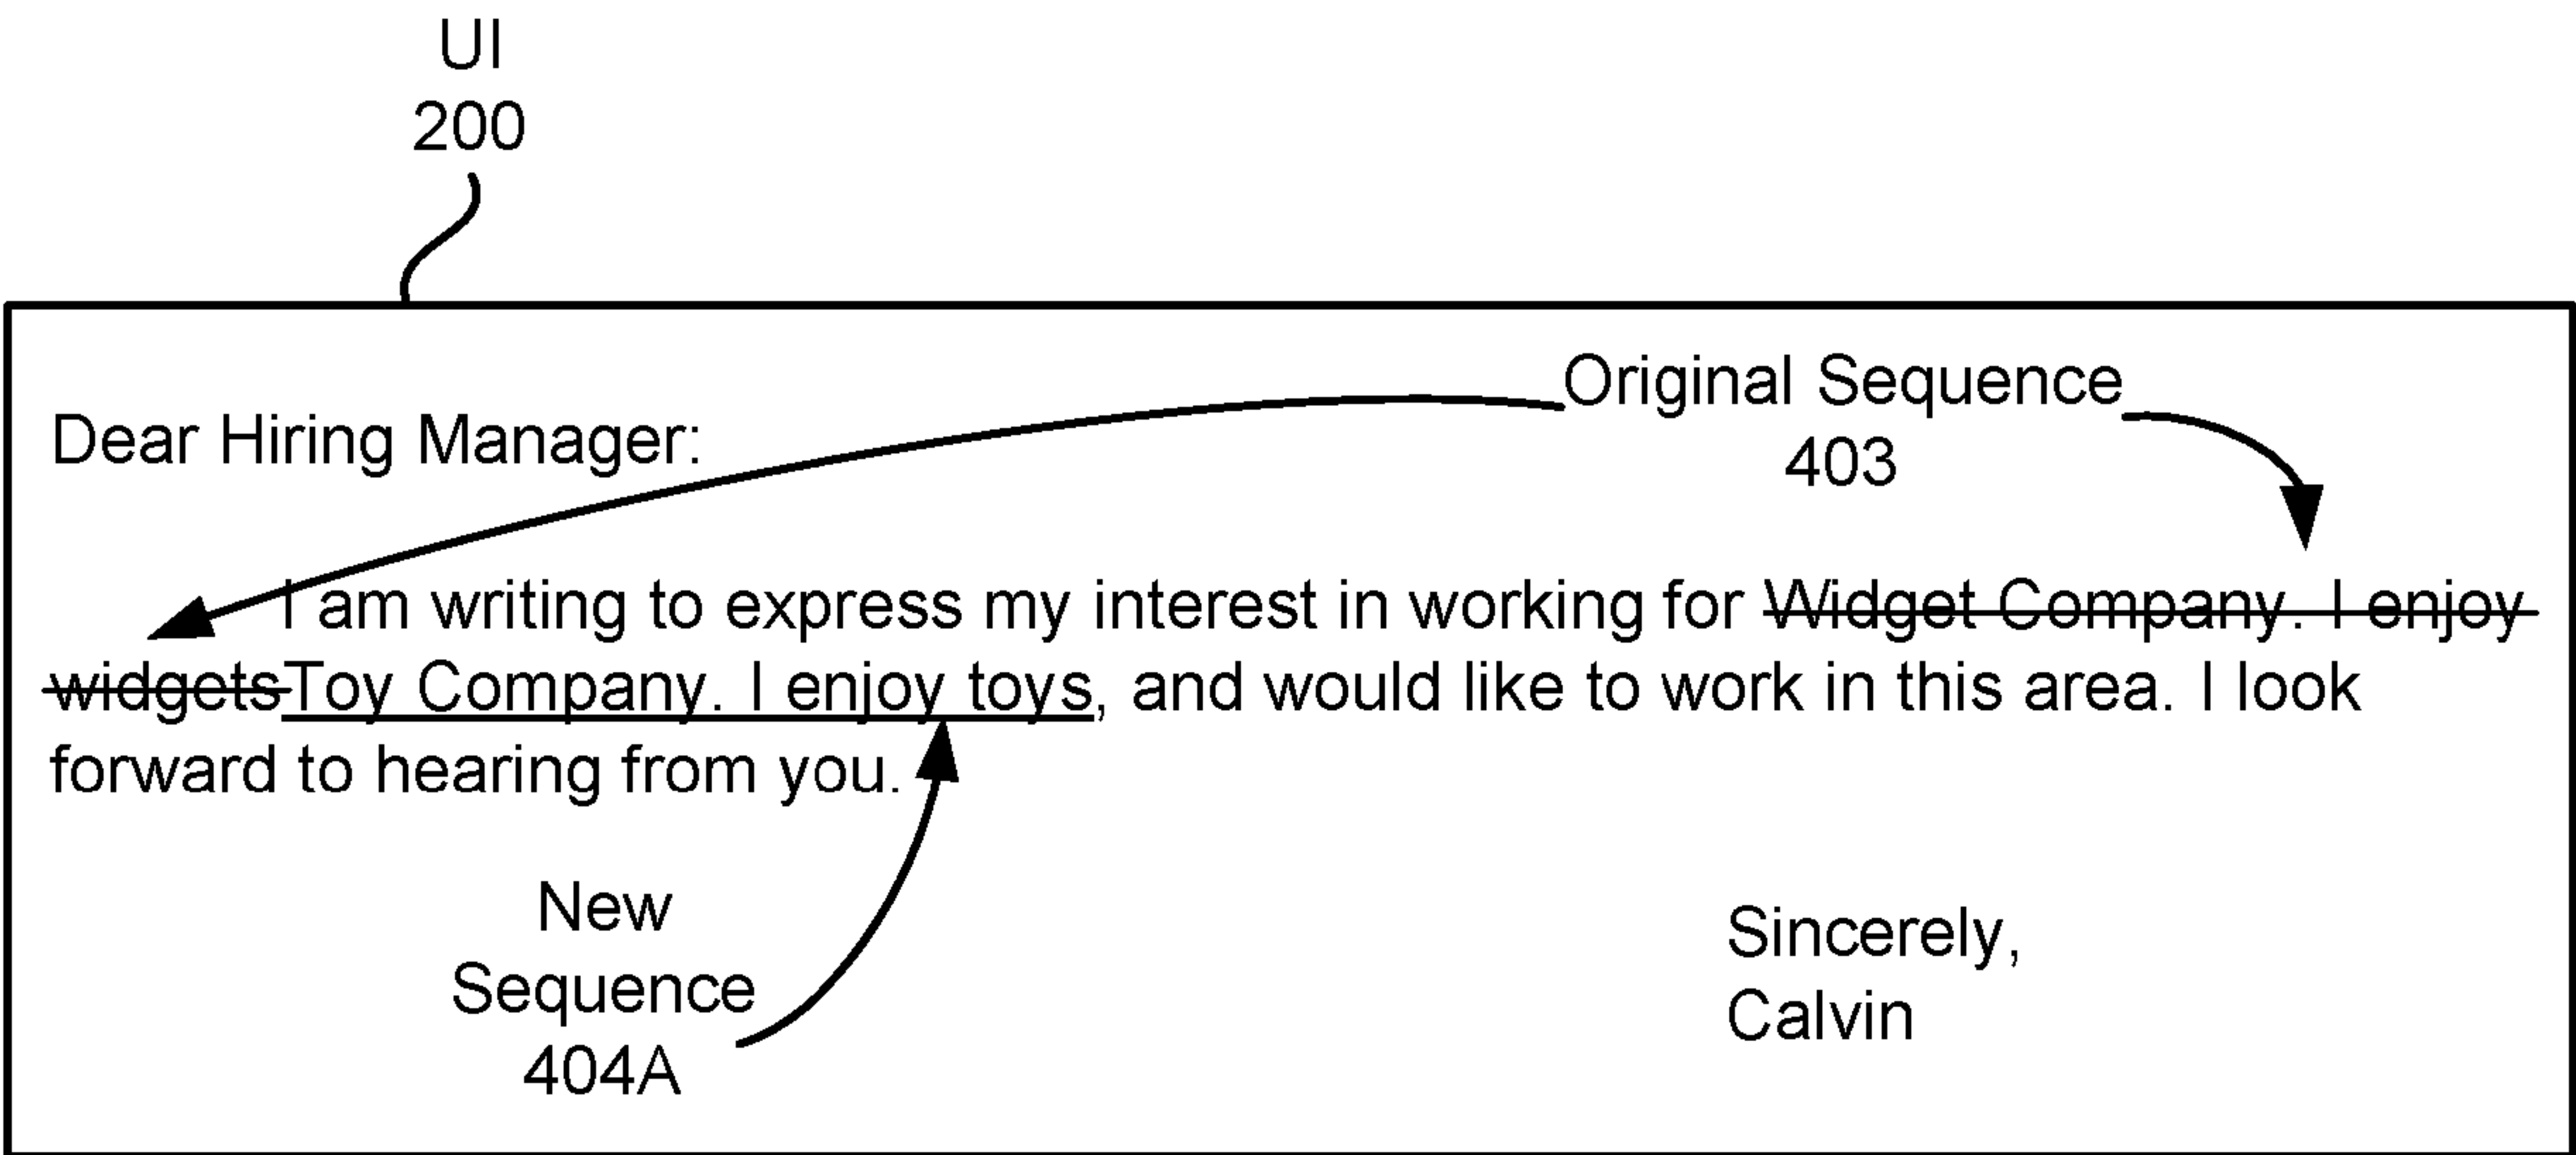 UI
200
Original Sequence
403
Dear Hiring Manager:
I am writing to express my interest in working for Widget Company. I enjoy
widgetsToy Company. I enjoy toys, and would like to work in this area. I look
forward to hearing from you.
New
Sequence
404A
Sincerely,
Calvin